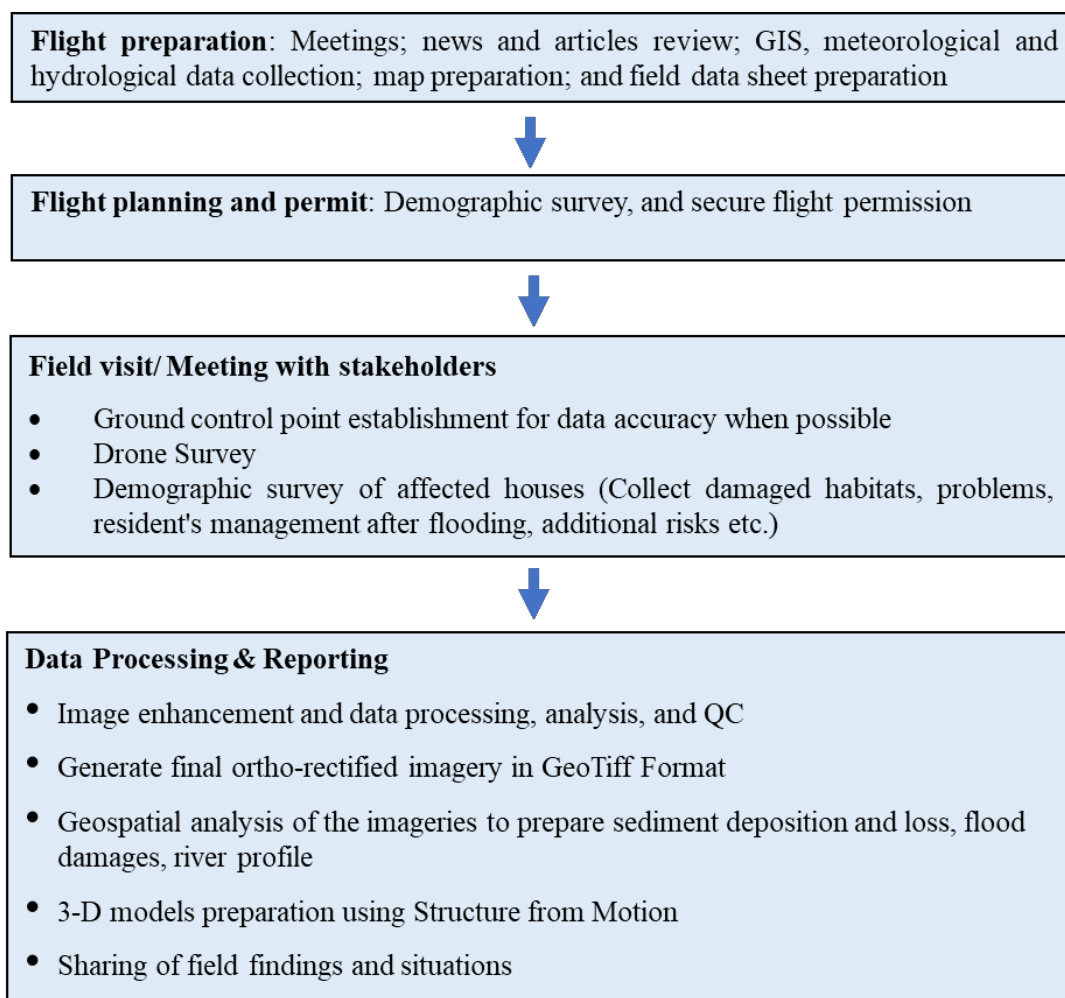 Flight preparation: Meetings; news and articles review; GIS, meteorological and
hydrological data collection; map preparation; and field data sheet preparation
Flight planning and permit: Demographic survey, and secure flight permission
Field visit/ Meeting with stakeholders
• Ground control point establishment for data accuracy when possible
• Drone Survey
• Demographic survey of affected houses (Collect damaged habitats, problems,
resident's management after flooding, additional risks etc.)
Data Processing & Reporting
• Image enhancement and data processing, analysis, and QC
• Generate final ortho-rectified imagery in GeoTiff Format
• Geospatial analysis of the imageries to prepare sediment deposition and loss, flood
damages, river profile
• 3-D models preparation using Structure from Motion
• Sharing of field findings and situations